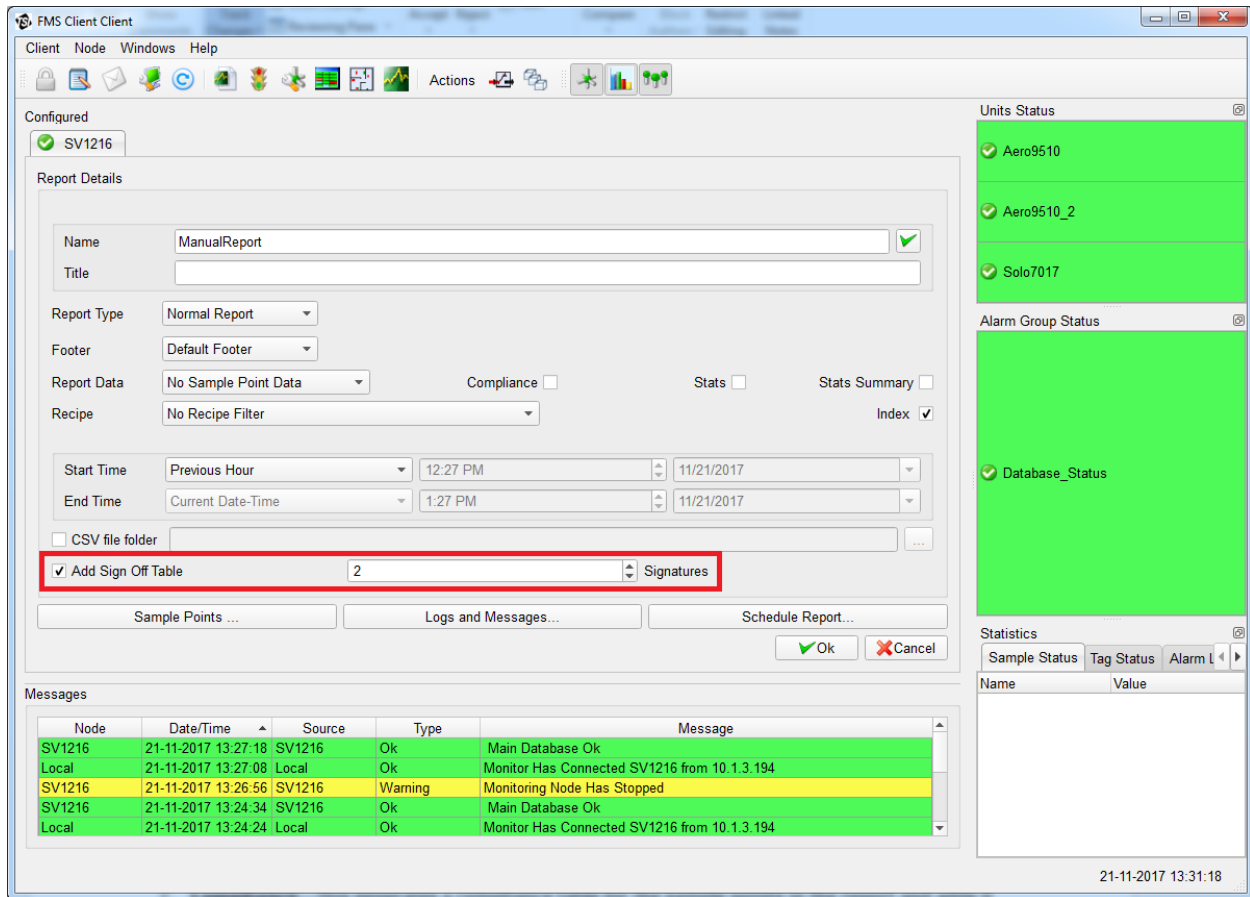 FMS Client Client
Client Node Windows Help
Actions
Configured
SV1216
Report Details
Name ManualReport
Title
Report Type Normal Report
Footer Default Footer
Report Data No Sample Point Data Compliance Stats Stats Summary
Recipe No Recipe Filter Index
Start Time Previous Hour 12:27 PM 11/21/2017
End Time Current Date-Time 1:27 PM 11/21/2017
CSV file folder ...
Add Sign Off Table 2 Signatures
Sample Points ... Logs and Messages... Schedule Report...
Ok Cancel
Messages
Node Date/Time Source Type Message
SV1216 21-11-2017 13:27:18 SV1216 Ok Main Database Ok
Local 21-11-2017 13:27:08 Local Ok Monitor Has Connected SV1216 from 10.1.3.194
SV1216 21-11-2017 13:26:56 SV1216 Warning Monitoring Node Has Stopped
SV1216 21-11-2017 13:24:34 SV1216 Ok Main Database Ok
Local 21-11-2017 13:24:24 Local Ok Monitor Has Connected SV1216 from 10.1.3.194
Units Status
Aero9510
Aero9510_2
Solo7017
Alarm Group Status
Database_Status
Statistics
Sample Status Tag Status Alarm L
Name Value
21-11-2017 13:31:18